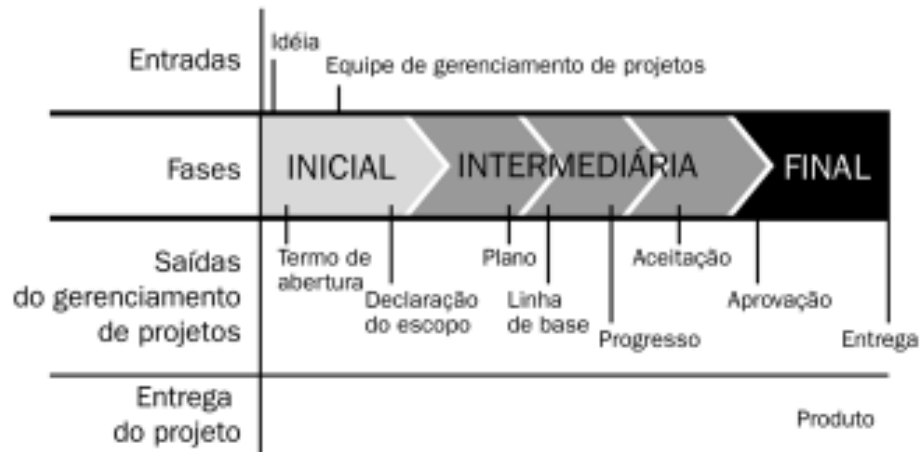 Entradas
Idéia
Equipe de gerenciamento de projetos
Fases
INICIAL
INTERMEDIÁRIA
FINAL
Saídas
do gerenciamento
de projetos
Termo de
abertura
Declaração
do escopo
Plano
Linha
de base
Progresso
Aceitação
Aprovação
Entrega
Entrega
do projeto
Produto